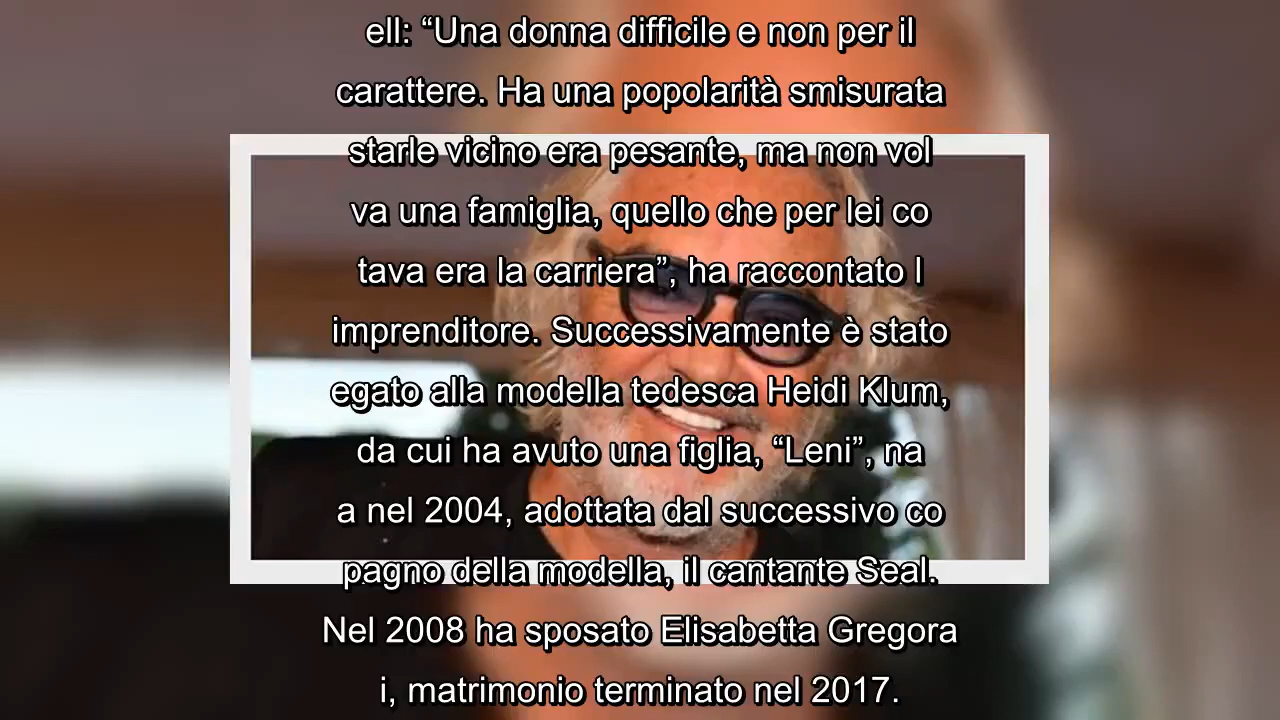 ell: “Una donna difficile e non per il
carattere. Ha una popolarità smisurata
starle vicino era pesante, ma non vol
va una famiglia, quello che per lei co
tava era la carriera”, ha raccontato l
imprenditore. Successivamente è stato
egato alla modella tedesca Heidi Klum,
da cui ha avuto una figlia, “Leni”, na
a nel 2004, adottata dal successivo co
pagno della modella, il cantante Seal.
Nel 2008 ha sposato Elisabetta Gregora
i, matrimonio terminato nel 2017.